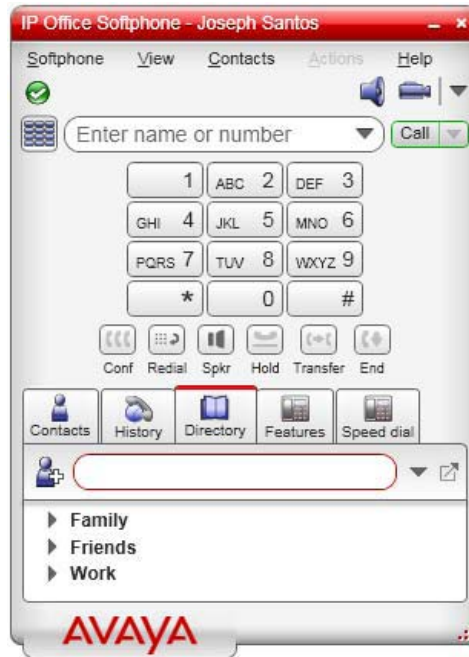 IP Office Softphone - Joseph Santos
Softphone View Contacts Actions Help
Enter name or number Call
1 ABC 2 DEF 3
GHI 4 JKL 5 MNO 6
PQRS 7 TUV 8 WXYZ 9
* 0 #
Conf Redial Spkr Hold Transfer End
Contacts History Directory Features Speed dial
Family
Friends
Work
AVAYA